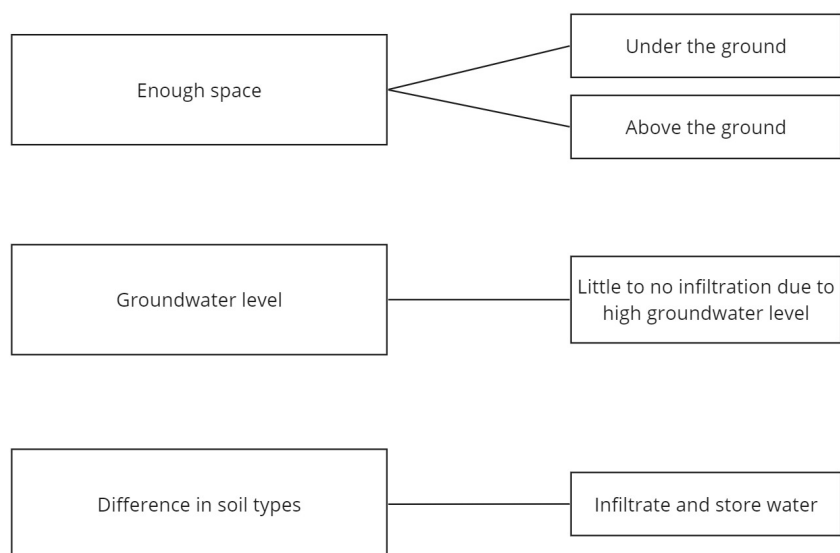 Enough space
Under the ground
Above the ground
Groundwater level
Little to no infiltration due to
high groundwater level
Difference in soil types
Infiltrate and store water